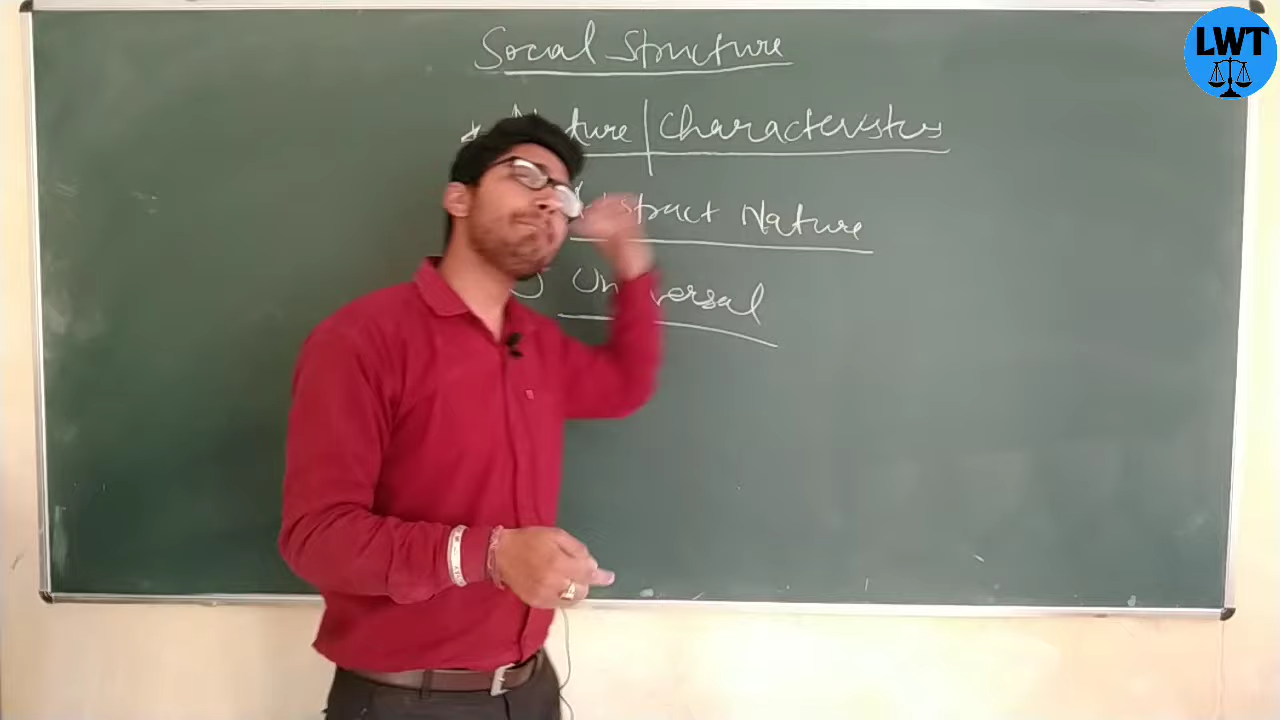 Social Structure
Nature | Characteristics
Abstract Nature
Universal
LWT